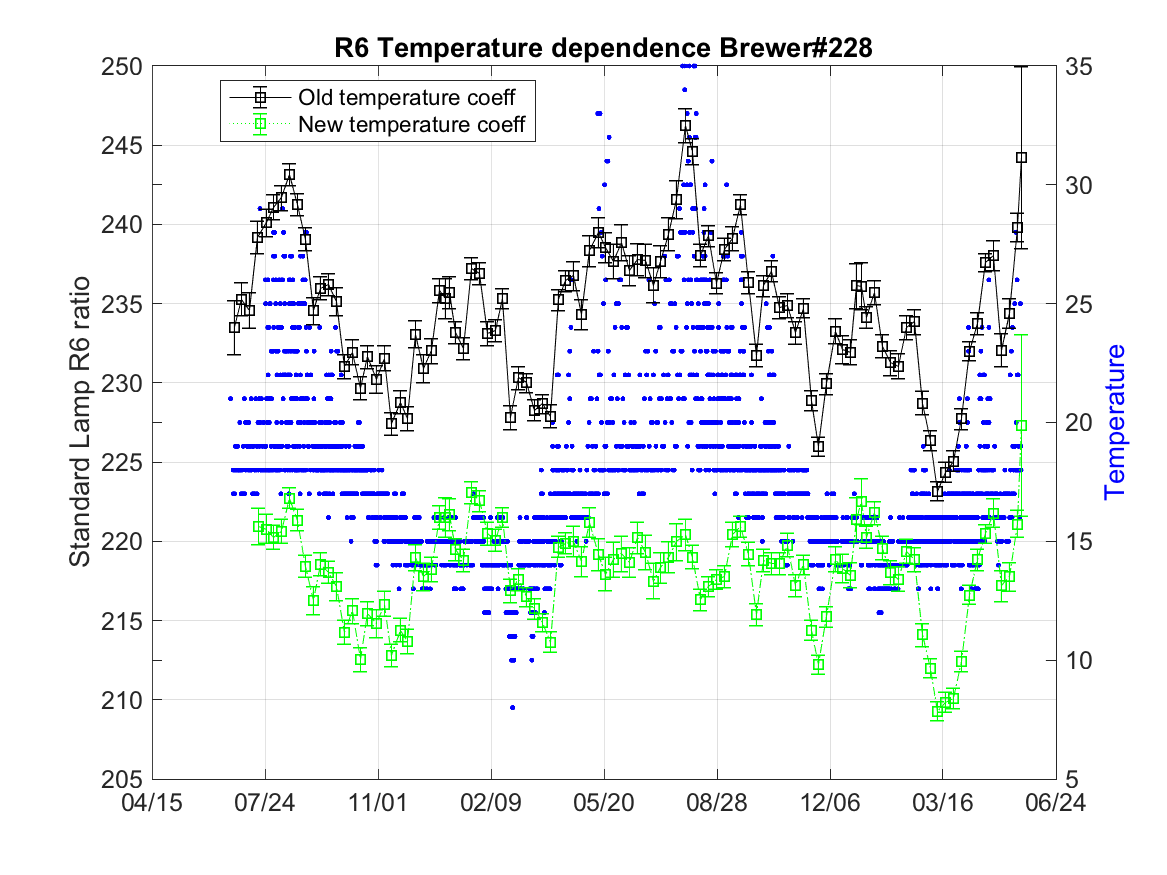 R6 Temperature dependence Brewer#228
Old temperature coeff
New temperature coeff
Standard Lamp R6 ratio
250
245
240
235
230
225
220
215
210
205
35
30
25
20
15
10
5
Temperature
04/15 07/24 11/01 02/09 05/20 08/28 12/06 03/16 06/24